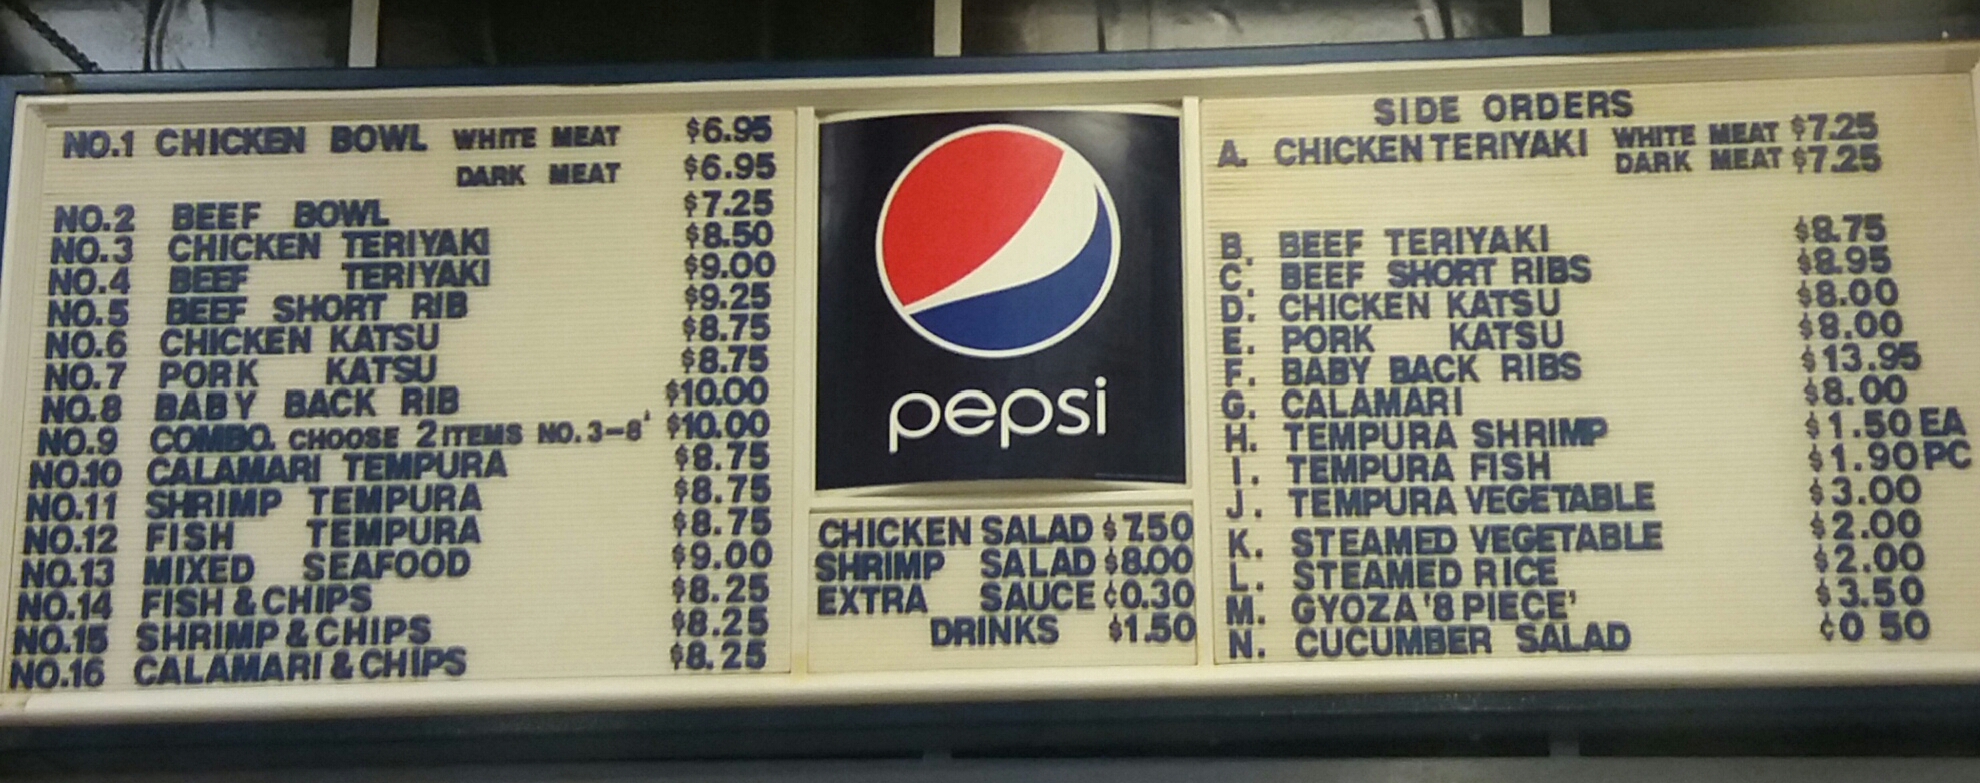 NO.1 CHICKEN BOWL WHITE MEAT $6.95
DARK MEAT $6.95
NO.2 BEEF BOWL $7.25
NO.3 CHICKEN TERIYAKI $8.50
NO.4 BEEF TERIYAKI $9.00
NO.5 BEEF SHORT RIB $9.25
NO.6 CHICKEN KATSU $8.75
NO.7 PORK KATSU $8.75
NO.8 BABY BACK RIB $10.00
NO.9 COMBO. CHOOSE 2 ITEMS NO.3-8' $10.00
NO.10 CALAMARI TEMPURA $8.75
NO.11 SHRIMP TEMPURA $8.75
NO.12 FISH TEMPURA $8.75
NO.13 MIXED SEAFOOD $9.00
NO.14 FISH & CHIPS $8.25
NO.15 SHRIMP & CHIPS $8.25
NO.16 CALAMARI & CHIPS $8.25
pepsi
CHICKEN SALAD $7.50
SHRIMP SALAD $8.00
EXTRA SAUCE ¢0.30
DRINKS $1.50
SIDE ORDERS
A. CHICKEN TERIYAKI WHITE MEAT $7.25
DARK MEAT $7.25
B. BEEF TERIYAKI $8.75
C. BEEF SHORT RIBS $8.95
D. CHICKEN KATSU $8.00
E. PORK KATSU $8.00
F. BABY BACK RIBS $13.95
G. CALAMARI $8.00
H. TEMPURA SHRIMP $1.50 EA
I. TEMPURA FISH $1.90 PC
J. TEMPURA VEGETABLE $3.00
K. STEAMED VEGETABLE $2.00
L. STEAMED RICE $2.00
M. GYOZA '8 PIECE' $3.50
N. CUCUMBER SALAD ¢0 50